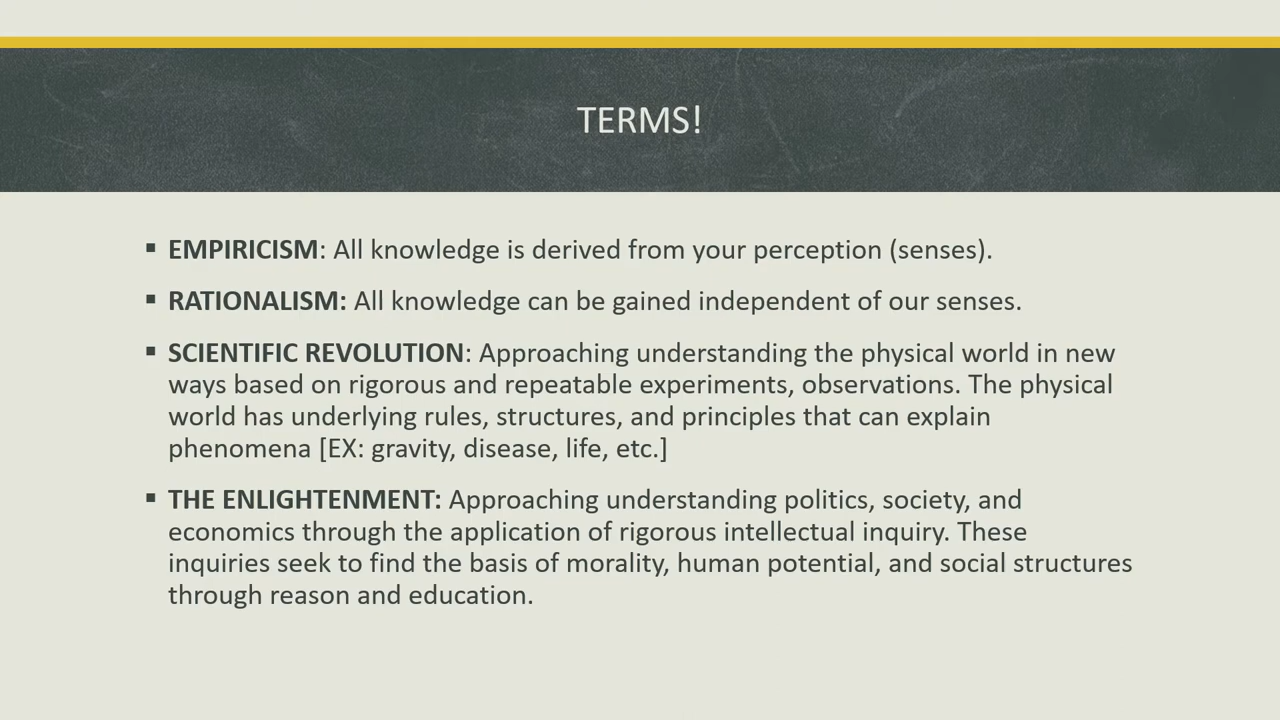 TERMS!
▪ EMPIRICISM: All knowledge is derived from your perception (senses).
▪ RATIONALISM: All knowledge can be gained independent of our senses.
▪ SCIENTIFIC REVOLUTION: Approaching understanding the physical world in new
ways based on rigorous and repeatable experiments, observations. The physical
world has underlying rules, structures, and principles that can explain
phenomena [EX: gravity, disease, life, etc.]
▪ THE ENLIGHTENMENT: Approaching understanding politics, society, and
economics through the application of rigorous intellectual inquiry. These
inquiries seek to find the basis of morality, human potential, and social structures
through reason and education.